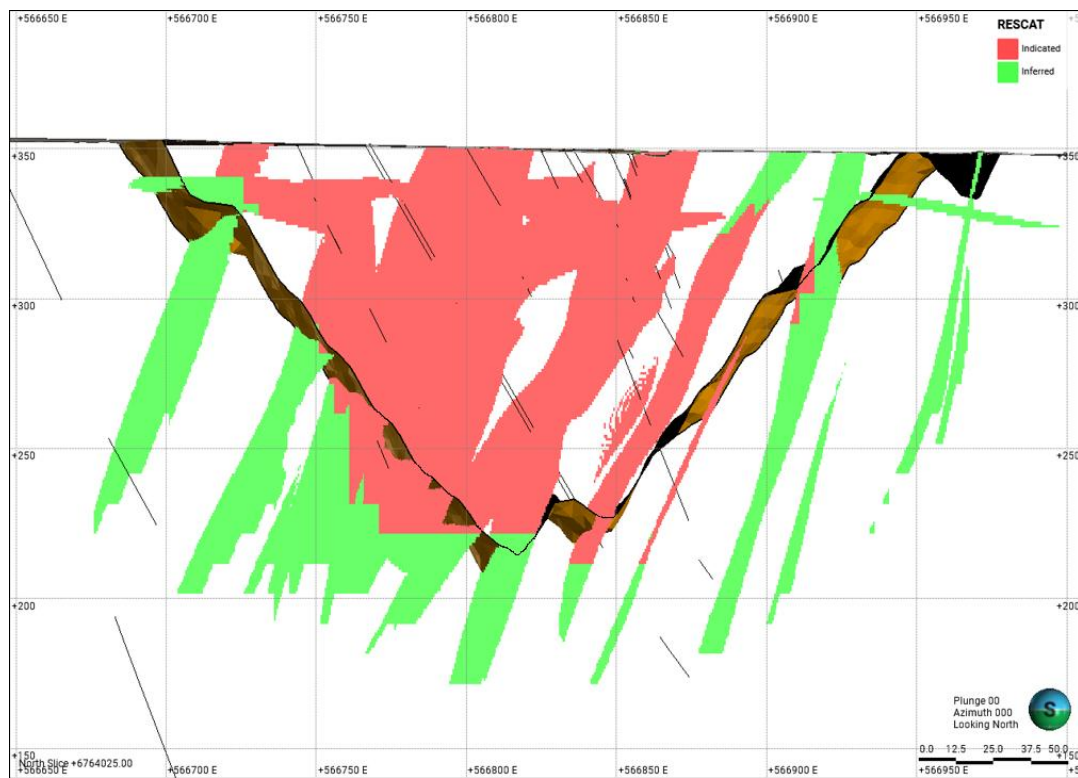 +566650 E
+566700 E
+566750 E
+566800 E
+566850 E
+566900 E
+566950 E
RESCAT
Indicated
Inferred
+350
+350
+300
+300
+250
+250
+200
+200
Plunge 00
Azimuth 000
Looking North
S
0.0 12.5 25.0 37.5 50.0
+150
North Slice +6764025.00
+566650 E
+566700 E
+566750 E
+566800 E
+566850 E
+566900 E
+566950 E